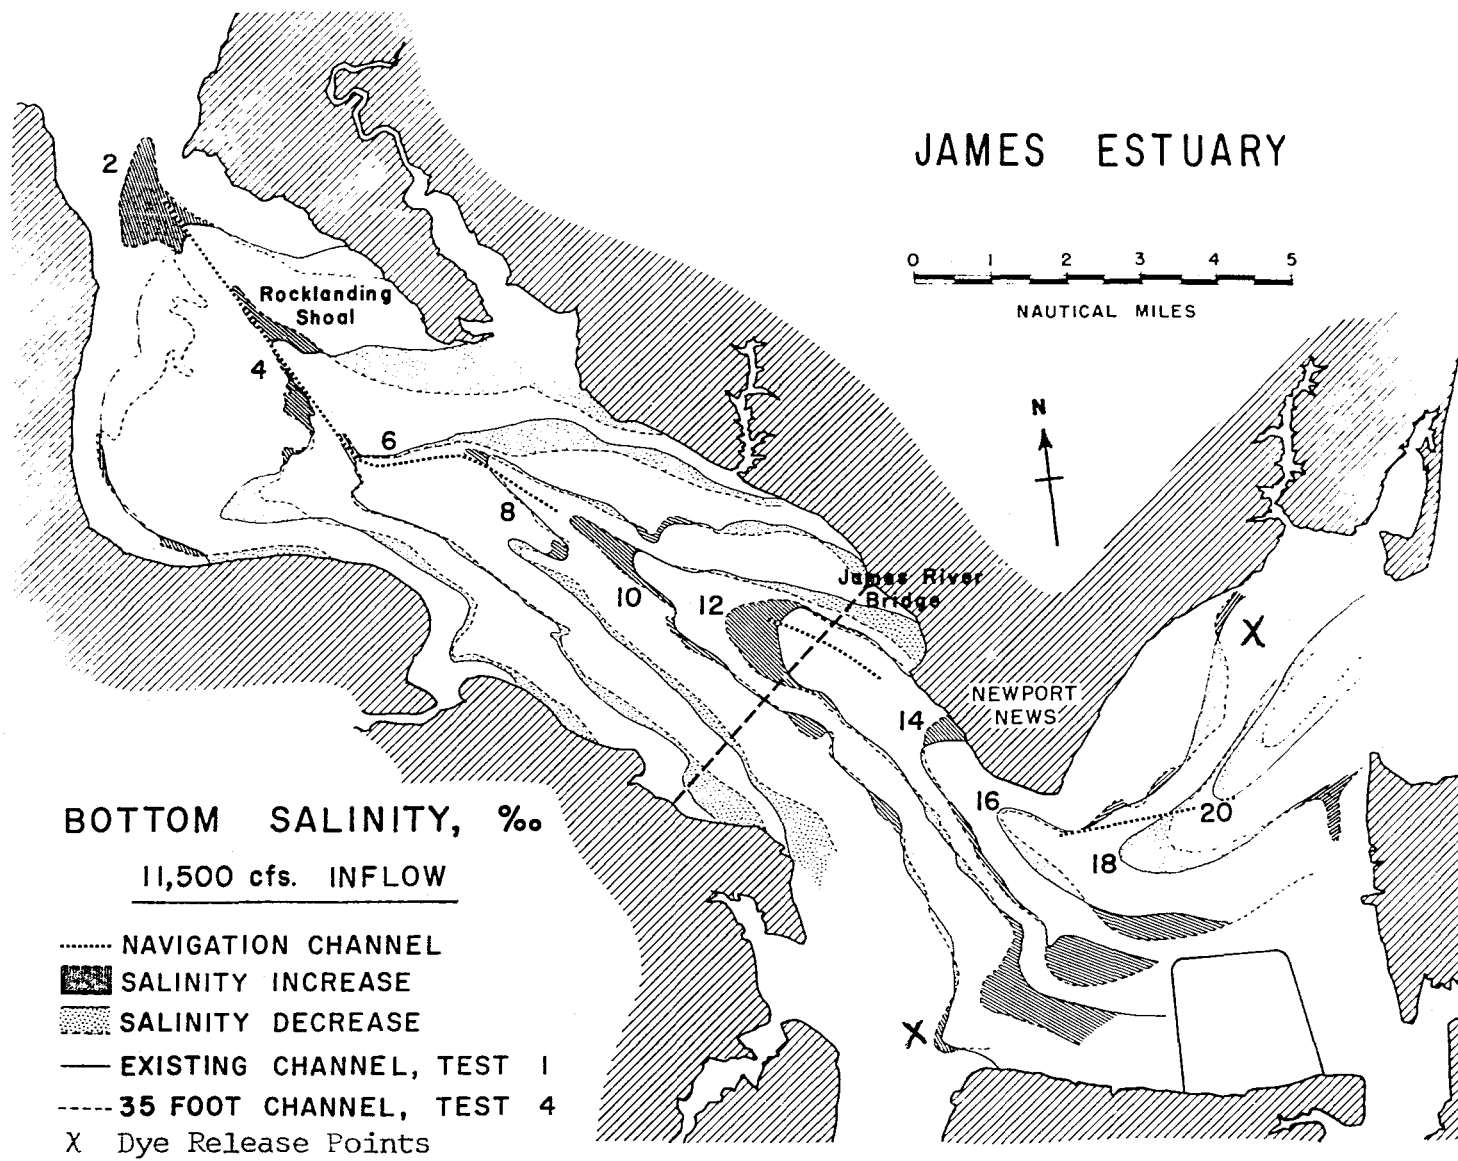 JAMES ESTUARY
0 1 2 3 4 5
NAUTICAL MILES
N
2
Rocklanding
Shoal
4
6
8
10
12
James River
Bridge
14
NEWPORT
NEWS
X
16
18
20
X
BOTTOM SALINITY, ‰
11,500 cfs. INFLOW
NAVIGATION CHANNEL
SALINITY INCREASE
SALINITY DECREASE
EXISTING CHANNEL, TEST 1
35 FOOT CHANNEL, TEST 4
X Dye Release Points